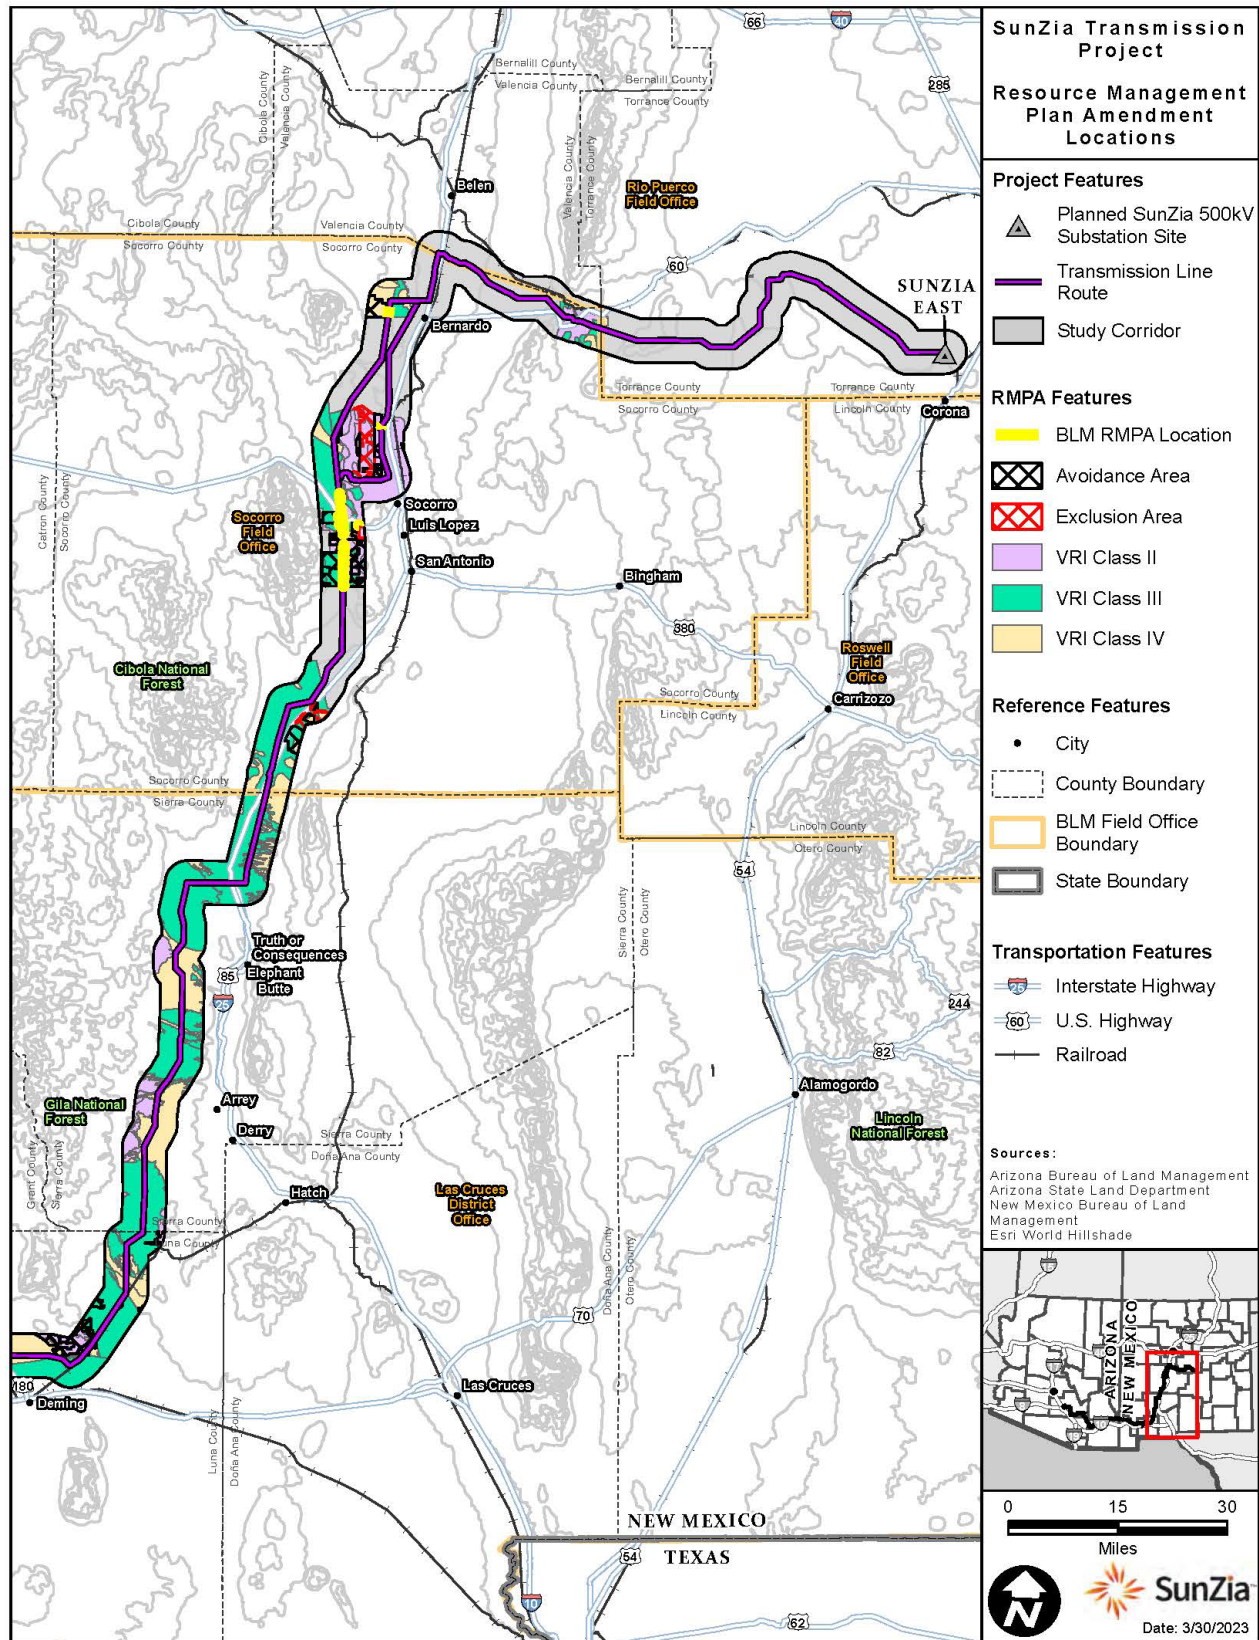 66
40
285
Bernalill County
Valencia County
Bernalill County
Torrance County
Cibola County
Valencia County
Belen
Valencia County
Torrance County
Rio Puerco
Field Office
Cibola County
Socorro County
Valencia County
Socorro County
60
SUNZIA
EAST
Bernardo
Torrance County
Socorro County
Torrance County
Lincoln County
Corona
Catron County
Socorro County
Socorro
Field
Office
Socorro
Luis Lopez
San Antonio
Bingham
380
Roswell
Field
Office
Cibola National
Forest
Socorro County
Lincoln County
Carrizozo
Socorro County
Sierra County
Lincoln County
Otero County
54
Sierra County
Otero County
Truth or
Consequences
85
Elephant
Butte
25
244
82
Alamogordo
Gila National
Forest
Arrey
Derry
Lincoln
National Forest
Grant County
Sierra County
Sierra County
Doña Ana County
Hatch
Las Cruces
District
Office
Sierra County
Luna County
Doña Ana County
Otero County
70
180
Deming
Las Cruces
Luna County
Doña Ana County
NEW MEXICO
TEXAS
54
10
62
SunZia Transmission
Project
Resource Management
Plan Amendment
Locations
Project Features
Planned SunZia 500kV
Substation Site
Transmission Line
Route
Study Corridor
RMPA Features
BLM RMPA Location
Avoidance Area
Exclusion Area
VRI Class II
VRI Class III
VRI Class IV
Reference Features
City
County Boundary
BLM Field Office
Boundary
State Boundary
Transportation Features
25
Interstate Highway
60
U.S. Highway
Railroad
Sources:
Arizona Bureau of Land Management
Arizona State Land Department
New Mexico Bureau of Land
Management
Esri World Hillshade
ARIZONA
NEW MEXICO
0 15 30
Miles
N
SunZia
Date: 3/30/2023